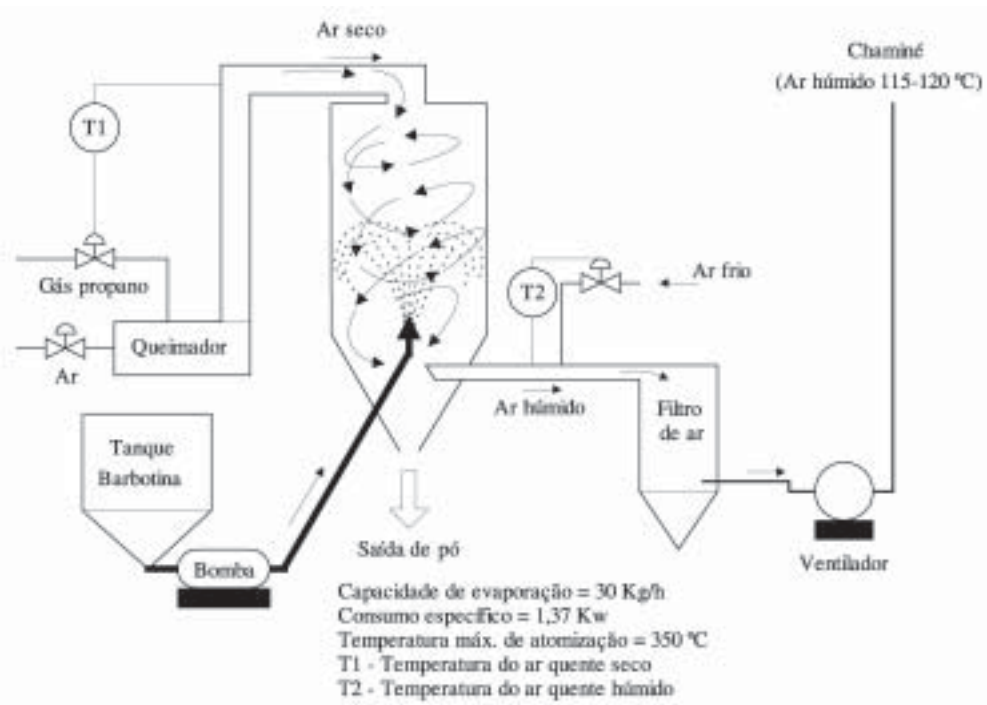 Ar seco
Chaminé
(Ar húmido 115-120 ºC)
T1
Gás propano
Ar frio
T2
Queimador
Ar
Ar húmido
Filtro
de ar
Tanque
Barbotina
Saída de pó
Bomba
Ventilador
Capacidade de evaporação = 30 Kg/h
Consumo específico = 1,37 Kw
Temperatura máx. de atomização = 350 ºC
T1 - Temperatura do ar quente seco
T2 - Temperatura do ar quente húmido